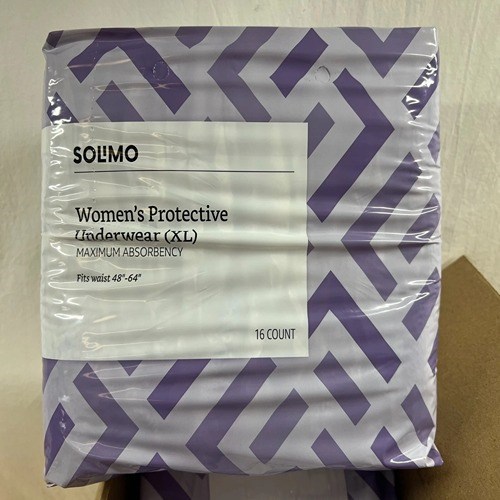 SOLIMO
Women's Protective
Underwear (XL)
MAXIMUM ABSORBENCY
Fits waist 48"-64"
16 COUNT